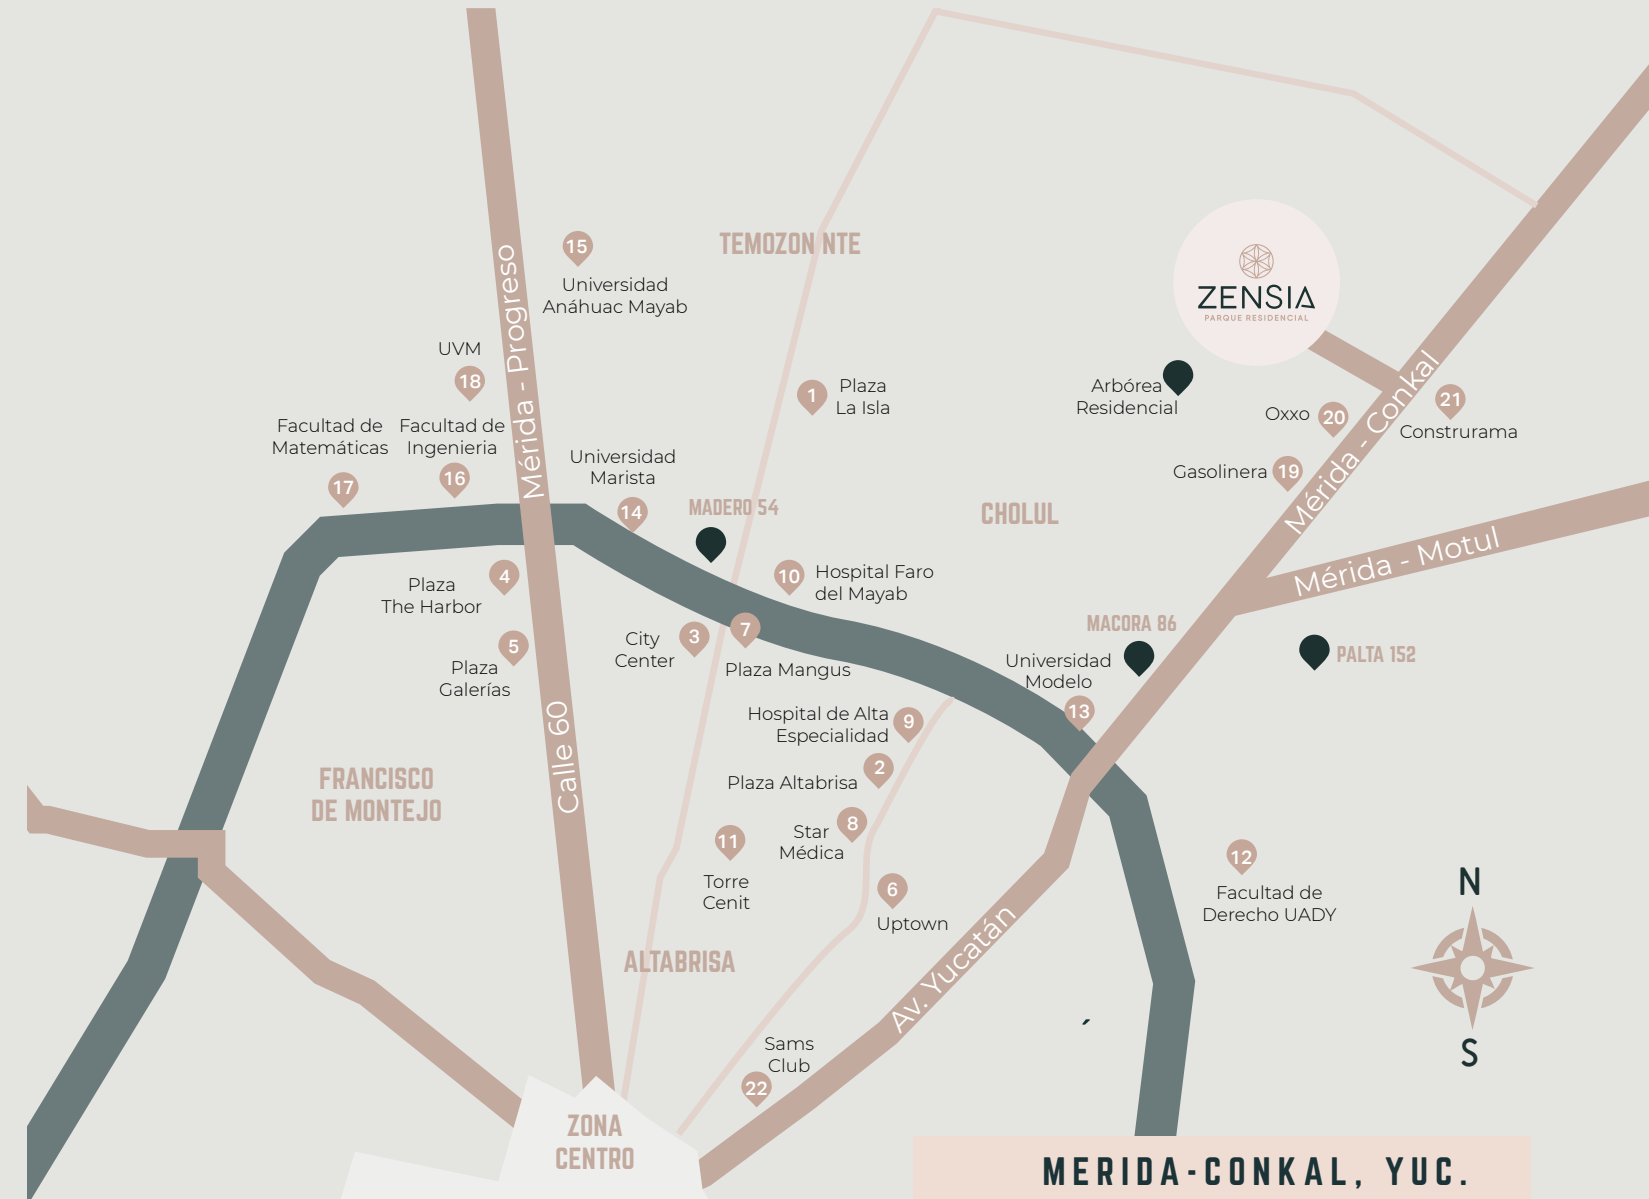 TEMOZON NTE
15
Universidad
Anáhuac Mayab
Mérida - Progreso
ZENSIA
PARQUE RESIDENCIAL
UVM
18
1
Plaza
La Isla
Arbórea
Residencial
Oxxo
20
21
Construrama
Mérida - Conkal
Gasolinera
19
Facultad de
Matemáticas
17
Facultad de
Ingenieria
16
Universidad
Marista
14
MADERO 54
CHOLUL
Mérida - Motul
4
Plaza
The Harbor
10
Hospital Faro
del Mayab
5
Plaza
Galerías
City
Center
3
7
Plaza Mangus
MACORA 86
Universidad
Modelo
13
PALTA 152
Calle 60
Hospital de Alta
Especialidad
9
Plaza Altabrisa
2
FRANCISCO
DE MONTEJO
Star
Médica
8
11
Torre
Cenit
6
Uptown
12
Facultad de
Derecho UADY
ALTABRISA
Av. Yucatán
N
S
Sams
Club
22
ZONA
CENTRO
MERIDA-CONKAL, YUC.